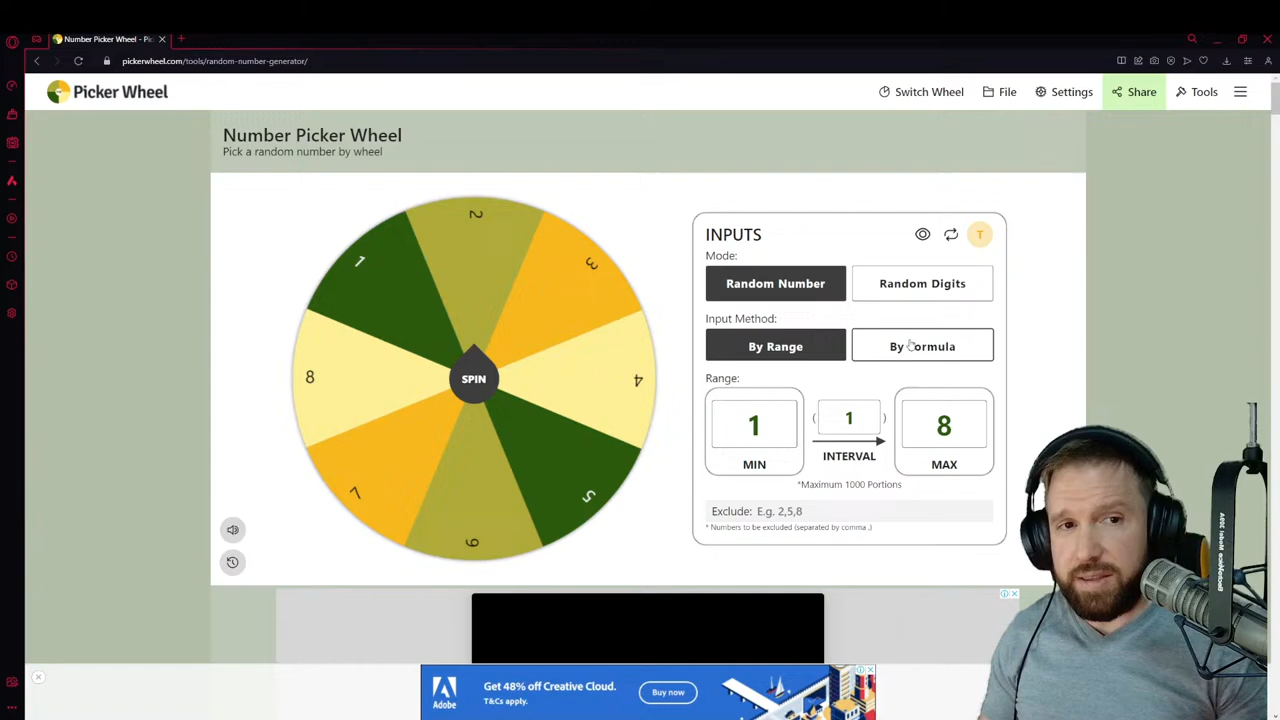 Number Picker Wheel - Pic
pickerwheel.com/tools/random-number-generator/
Picker Wheel
Switch Wheel
File
Settings
Share
Tools
Number Picker Wheel
Pick a random number by wheel
1
2
3
4
5
6
7
8
SPIN
INPUTS
T
Mode:
Random Number
Random Digits
Input Method:
By Range
By Formula
Range:
1
( 1 )
8
MIN
INTERVAL
MAX
*Maximum 1000 Portions
Exclude: E.g. 2,5,8
* Numbers to be excluded (separated by comma ,)
Get 48% off Creative Cloud.
T&Cs apply.
Buy now
Adobe